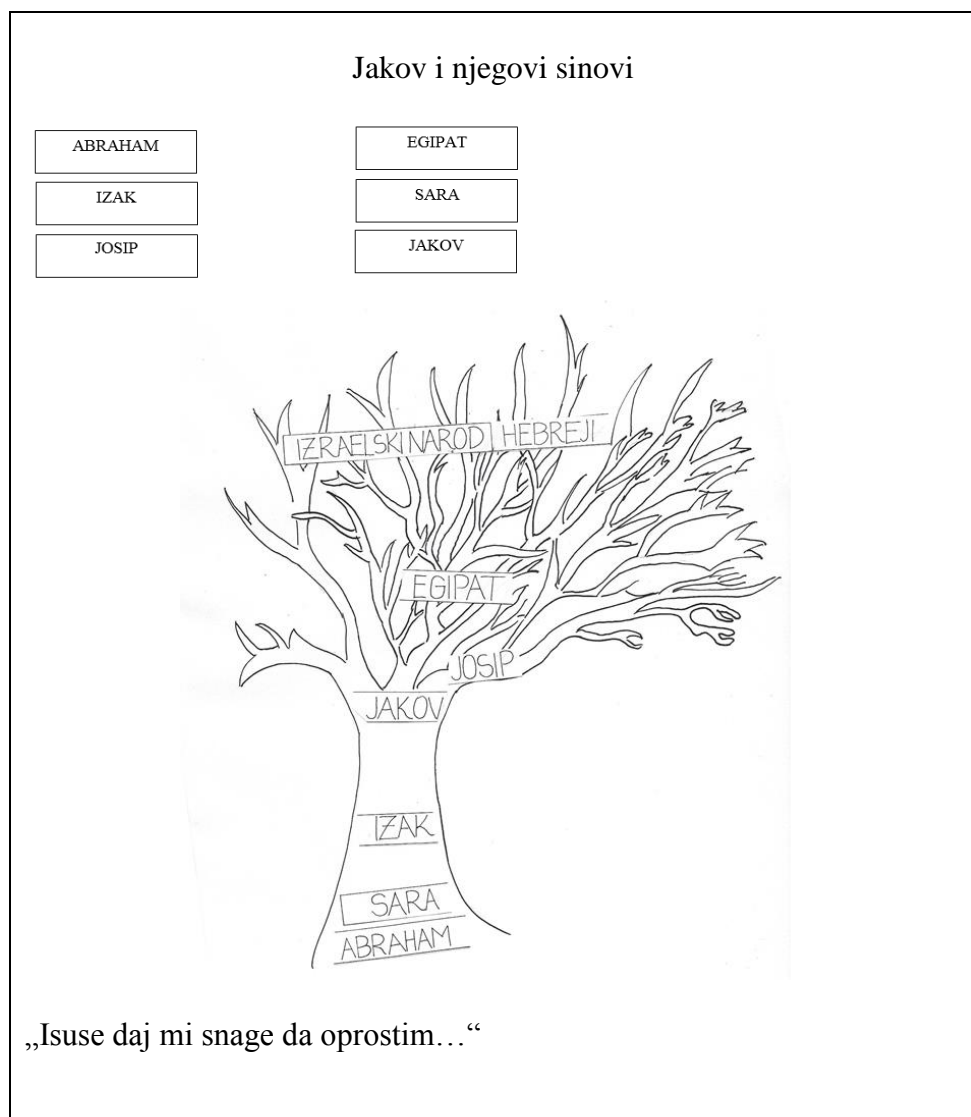 Jakov i njegovi sinovi
ABRAHAM
EGIPAT
IZAK
SARA
JOSIP
JAKOV
IZRAELSKI NAROD HEBREJI
EGIPAT
JOSIP
JAKOV
IZAK
SARA
ABRAHAM
„Isuse daj mi snage da oprostim…“